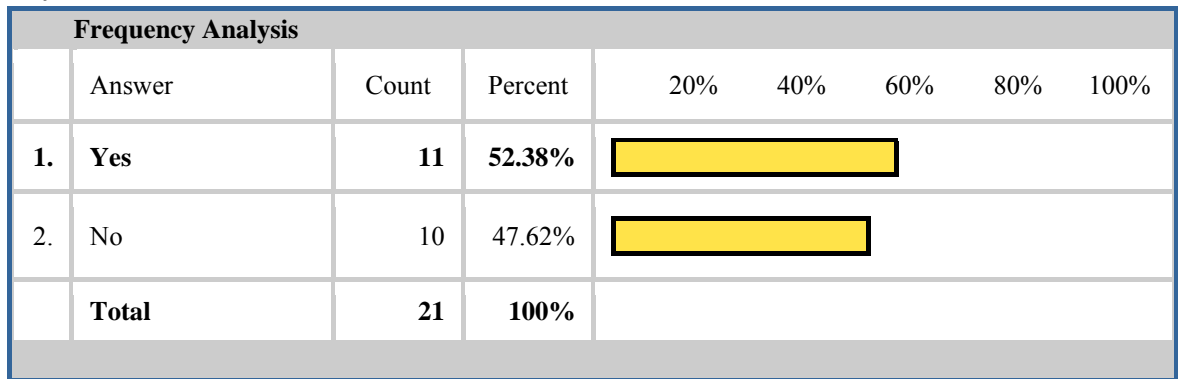 Frequency Analysis
Answer Count Percent 20% 40% 60% 80% 100%
1. Yes 11 52.38%
2. No 10 47.62%
Total 21 100%